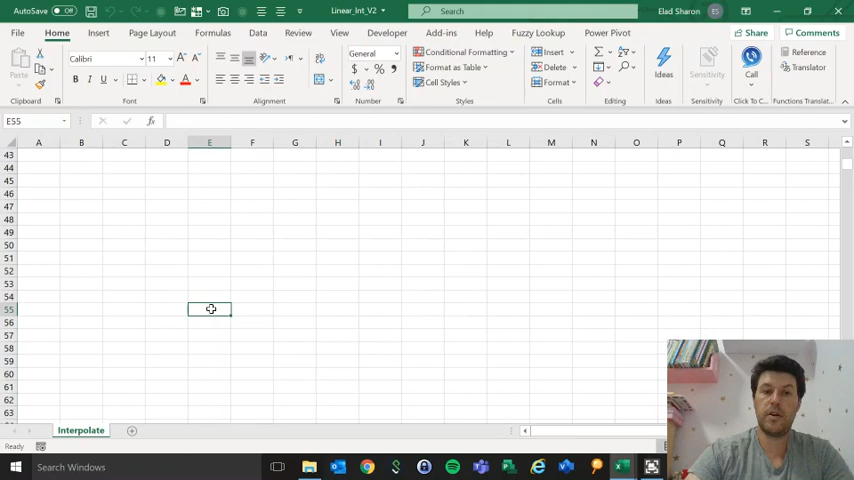 AutoSave Off Linear_Int_V2 Search Elad Sharon ES
File Home Insert Page Layout Formulas Data Review View Developer Add-ins Help Fuzzy Lookup Power Pivot Share Comments
Paste Calibri 11 General Conditional Formatting Insert Ideas Sensitivity Call Reference
B I U A $ % , Format as Table Delete Translator
Cell Styles Format
Clipboard Font Alignment Number Styles Cells Editing Ideas Sensitivity Click To C... Functions Translat...
E55 fx
A B C D E F G H I J K L M N O P Q R S
43
44
45
46
47
48
49
50
51
52
53
54
55
56
57
58
59
60
61
62
63
Interpolate
Ready
Search Windows